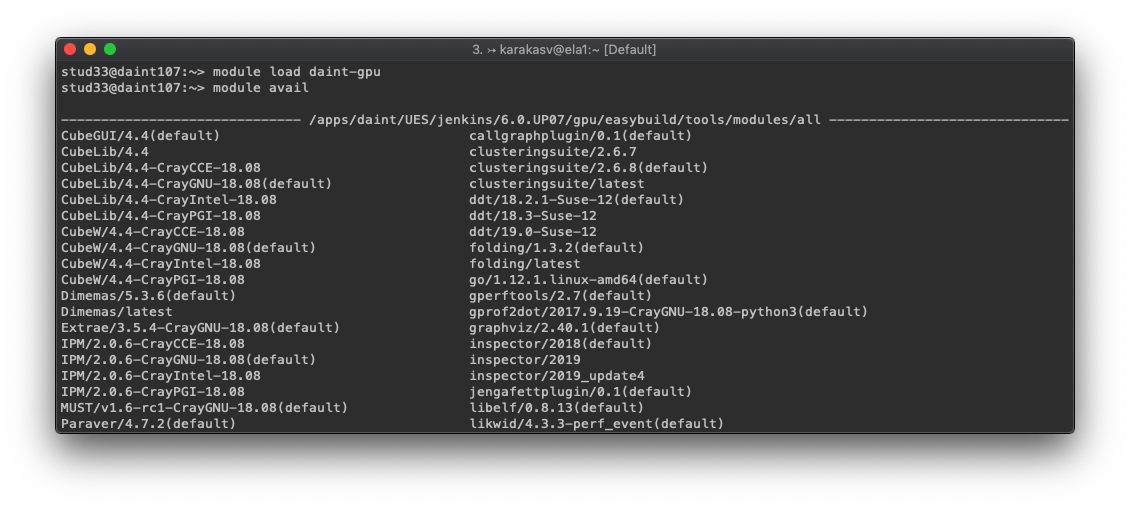 3. ↣ karakasv@ela1:~ [Default]
stud33@daint107:~> module load daint-gpu
stud33@daint107:~> module avail
------------------------------ /apps/daint/UES/jenkins/6.0.UP07/gpu/easybuild/tools/modules/all ------------------------------
CubeGUI/4.4(default) callgraphplugin/0.1(default)
CubeLib/4.4 clusteringsuite/2.6.7
CubeLib/4.4-CrayCCE-18.08 clusteringsuite/2.6.8(default)
CubeLib/4.4-CrayGNU-18.08(default) clusteringsuite/latest
CubeLib/4.4-CrayIntel-18.08 ddt/18.2.1-Suse-12(default)
CubeLib/4.4-CrayPGI-18.08 ddt/18.3-Suse-12
CubeW/4.4-CrayCCE-18.08 ddt/19.0-Suse-12
CubeW/4.4-CrayGNU-18.08(default) folding/1.3.2(default)
CubeW/4.4-CrayIntel-18.08 folding/latest
CubeW/4.4-CrayPGI-18.08 go/1.12.1.linux-amd64(default)
Dimemas/5.3.6(default) gperftools/2.7(default)
Dimemas/latest gprof2dot/2017.9.19-CrayGNU-18.08-python3(default)
Extrae/3.5.4-CrayGNU-18.08(default) graphviz/2.40.1(default)
IPM/2.0.6-CrayCCE-18.08 inspector/2018(default)
IPM/2.0.6-CrayGNU-18.08(default) inspector/2019
IPM/2.0.6-CrayIntel-18.08 inspector/2019_update4
IPM/2.0.6-CrayPGI-18.08 jengafettplugin/0.1(default)
MUST/v1.6-rc1-CrayGNU-18.08(default) libelf/0.8.13(default)
Paraver/4.7.2(default) likwid/4.3.3-perf_event(default)